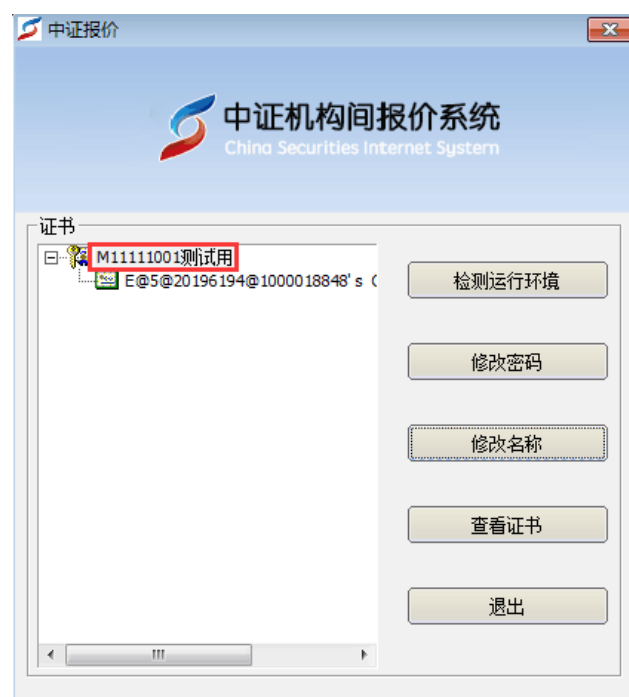 中证报价
中证机构间报价系统
China Securities Internet System
证书
M11111001测试用
E@5@20196194@1000018848's C
检测运行环境
修改密码
修改名称
查看证书
退出